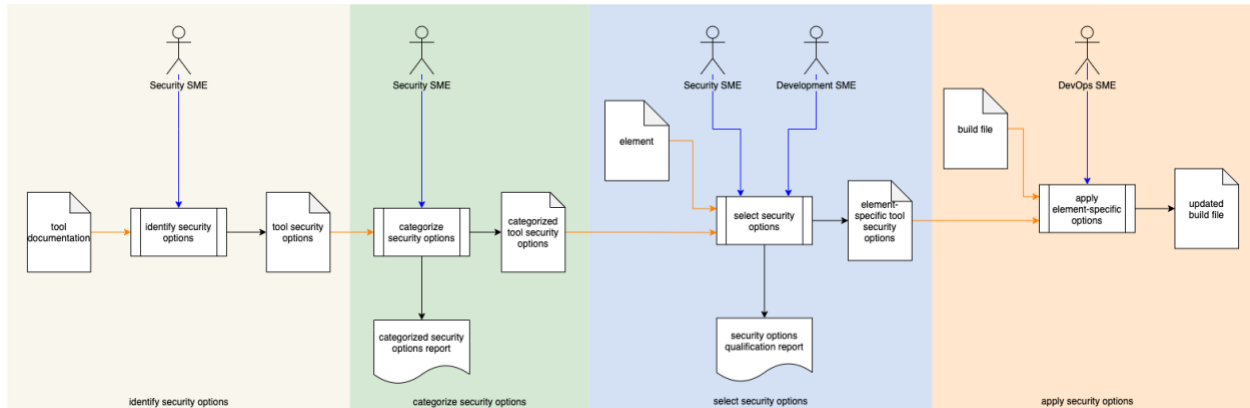 Security SME
tool
documentation
identify security
options
tool security
options
identify security options
Security SME
categorize
security options
categorized
tool security
options
categorized security
options report
categorize security options
Security SME
Development SME
element
select security
options
element-
specific tool
security
options
security options
qualification report
select security options
DevOps SME
build file
apply
element-specific
options
updated
build file
apply security options